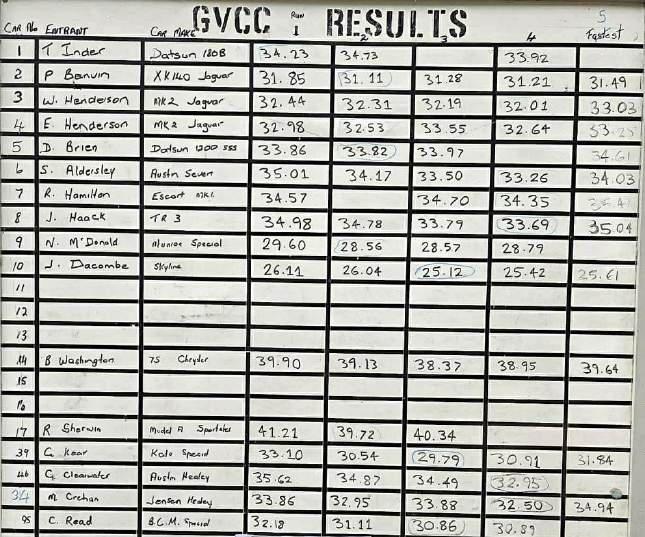 GVCC RUN 1 RESULTS 5
CAR No ENTRANT CAR MAKE 2 3 4 Fastest
1 T Inder Datsun 180B 34.23 34.73 33.92
2 P Benvin XK140 Jaguar 31.85 31.11 31.28 31.21 31.49
3 W. Henderson MK2 Jaguar 32.44 32.31 32.19 32.01 33.03
4 E. Henderson MK2 Jaguar 32.98 32.53 33.55 32.64
5 D. Brien Datsun 1200 SSS 33.86 33.82 33.97 34.61
6 S. Aldersley Austin Seven 35.01 34.17 33.50 33.26 34.03
7 R. Hamilton Escort MK1. 34.57 34.70 34.35
8 J. Haack TR 3 34.98 34.78 33.79 33.69 35.04
9 N. McDonald Special 29.60 28.56 28.57 28.79
10 J. Dacombe Skyline 26.11 26.04 25.12 25.42 25.61
11
12
13
14 B Washington 75 Chrysler 39.90 39.13 38.37 38.95 39.64
15
16
17 R Sherwin Model A 41.21 39.72 40.34
39 G. Kear Special 33.10 30.54 29.79 30.91 31.84
46 G Clearwater Austin Healey 35.62 34.87 34.49 32.95
34 M Crehan Jensen Healey 33.86 32.95 33.88 32.50 34.94
95 C. Read B.G.M. Special 32.18 31.11 30.86 30.89